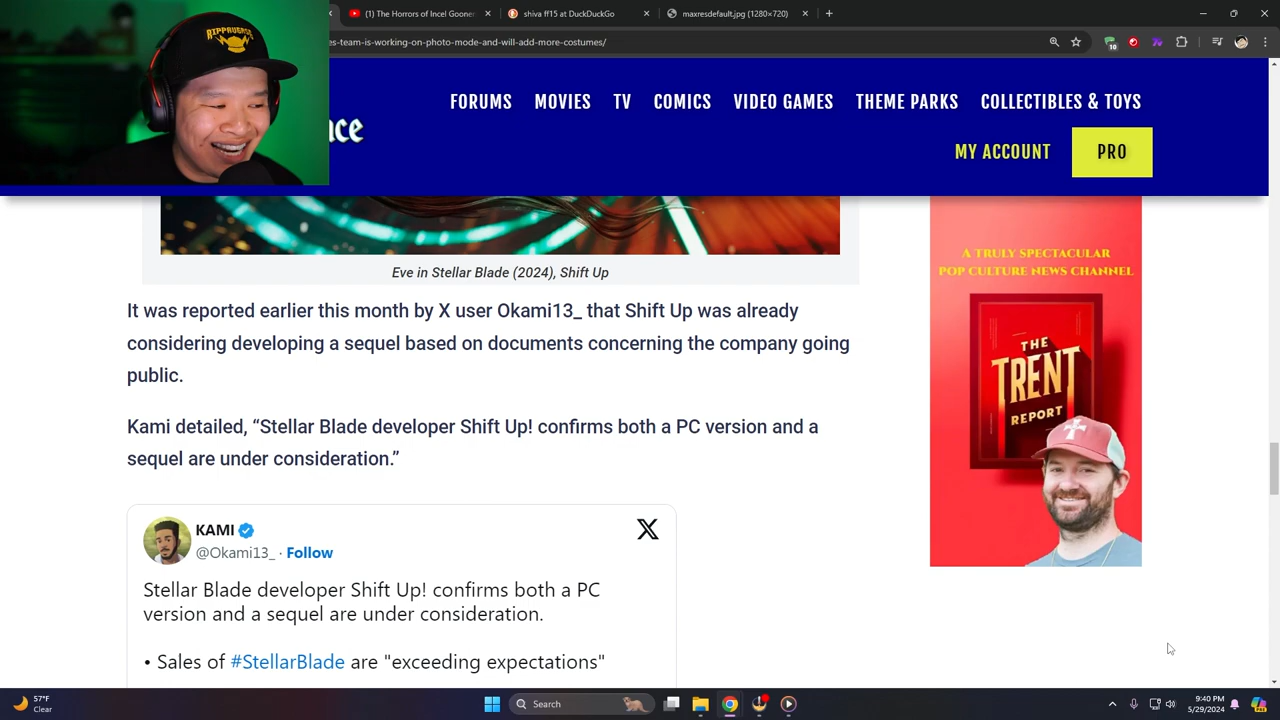 RIPPAVERSE
(1) The Horrors of Incel Gooner
shiva ff15 at DuckDuckGo
maxresdefault.jpg (1280×720)
es-team-is-working-on-photo-mode-and-will-add-more-costumes/
10
FORUMS MOVIES TV COMICS VIDEO GAMES THEME PARKS COLLECTIBLES & TOYS
ace
MY ACCOUNT PRO
Eve in Stellar Blade (2024), Shift Up
It was reported earlier this month by X user Okami13_ that Shift Up was already
considering developing a sequel based on documents concerning the company going
public.
Kami detailed, “Stellar Blade developer Shift Up! confirms both a PC version and a
sequel are under consideration.”
KAMI
@Okami13_ · Follow
Stellar Blade developer Shift Up! confirms both a PC
version and a sequel are under consideration.
• Sales of #StellarBlade are "exceeding expectations"
A TRULY SPECTACULAR
POP CULTURE NEWS CHANNEL
THE
TRENT
REPORT
57°F
Clear
Search
9:40 PM
5/29/2024